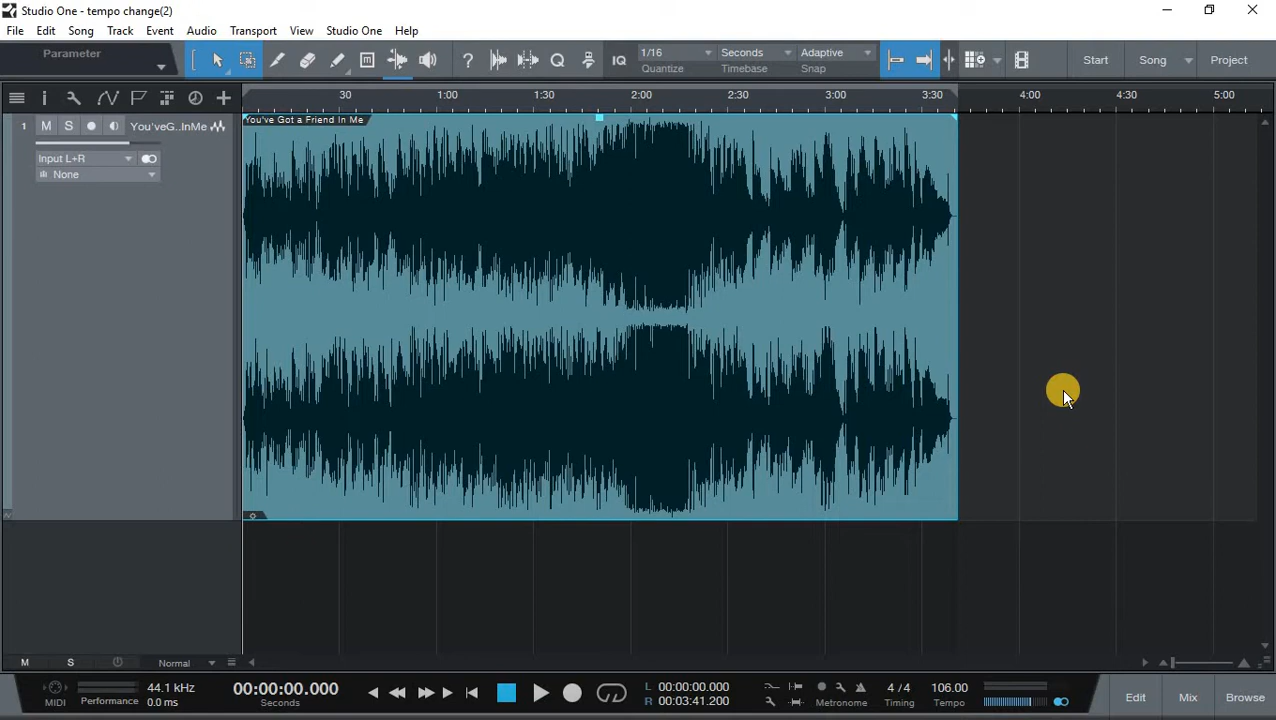 Studio One - tempo change(2)
File Edit Song Track Event Audio Transport View Studio One Help
Parameter
? Q IQ 1/16 Quantize Seconds Timebase Adaptive Snap Start Song Project
30 1:00 1:30 2:00 2:30 3:00 3:30 4:00 4:30 5:00
1 M S You'veG..InMe
You've Got a Friend In Me
Input L+R
None
M S Normal
MIDI Performance 44.1 kHz 0.0 ms
00:00:00.000 Seconds
L 00:00:00.000
R 00:03:41.200
Metronome 4 / 4 Timing 106.00 Tempo
Edit Mix Browse